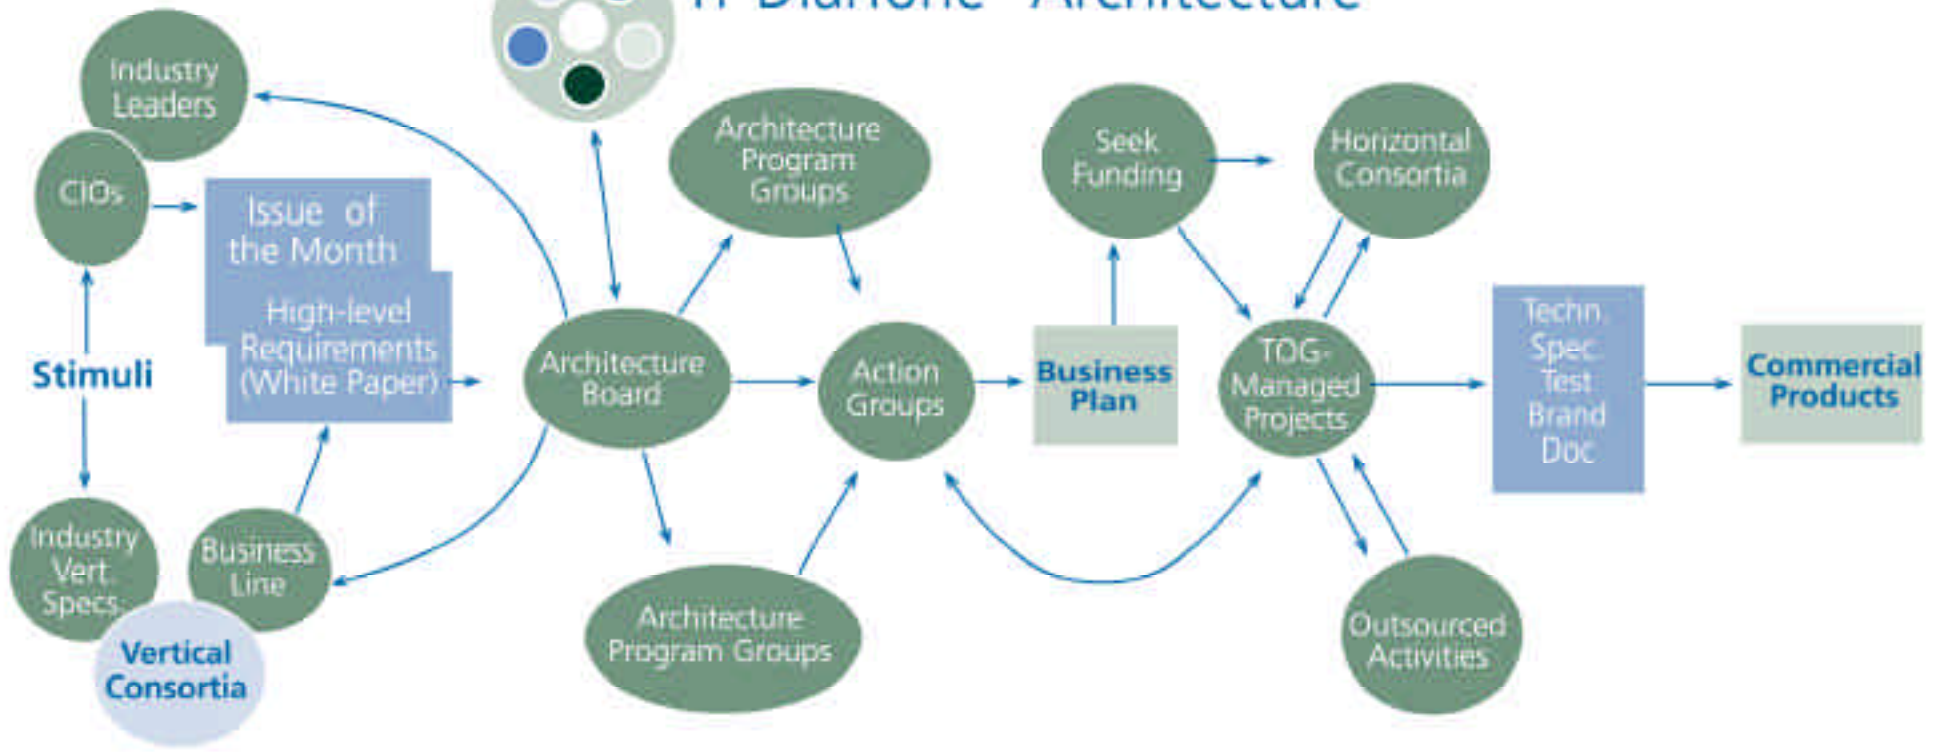 Architecture
Industry
Leaders
CIOs
Issue of
the Month
High-level
Requirements
(White Paper)
Stimuli
Industry
Vert.
Specs.
Business
Line
Vertical
Consortia
Architecture
Program
Groups
Architecture
Board
Action
Groups
Architecture
Program Groups
Business
Plan
Seek
Funding
Horizontal
Consortia
TOG-
Managed
Projects
Outsourced
Activities
Techn.
Spec.
Test
Brand
Doc
Commercial
Products